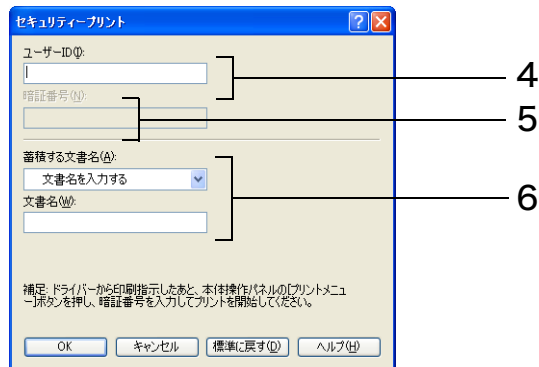 セキュリティープリント
ユーザーID(I):
4
暗証番号(N):
5
蓄積する文書名(A):
文書名を入力する
6
文書名(W):
補足: ドライバーから印刷指示したあと、本体操作パネルの[プリントメニュ
ー]ボタンを押し、暗証番号を入力してプリントを開始してください。
OK キャンセル 標準に戻す(D) ヘルプ(H)